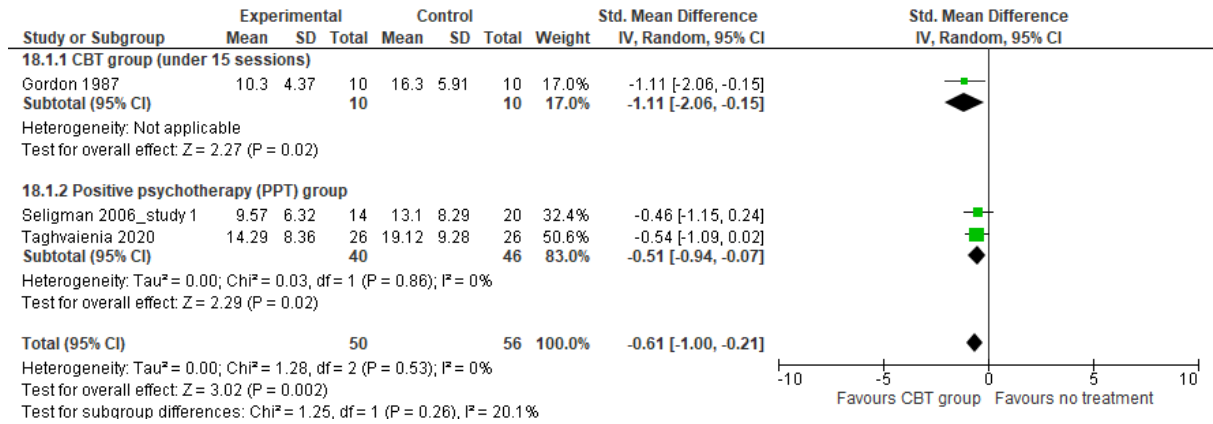 Experimental Control Std. Mean Difference Std. Mean Difference
Study or Subgroup Mean SD Total Mean SD Total Weight IV, Random, 95% CI IV, Random, 95% CI
18.1.1 CBT group (under 15 sessions)
Gordon 1987 10.3 4.37 10 16.3 5.91 10 17.0% -1.11 [-2.06, -0.15]
Subtotal (95% CI) 10 10 17.0% -1.11 [-2.06, -0.15]
Heterogeneity: Not applicable
Test for overall effect: Z = 2.27 (P = 0.02)
18.1.2 Positive psychotherapy (PPT) group
Seligman 2006_study 1 9.57 6.32 14 13.1 8.29 20 32.4% -0.46 [-1.15, 0.24]
Taghvaienia 2020 14.29 8.36 26 19.12 9.28 26 50.6% -0.54 [-1.09, 0.02]
Subtotal (95% CI) 40 46 83.0% -0.51 [-0.94, -0.07]
Heterogeneity: Tau² = 0.00; Chi² = 0.03, df = 1 (P = 0.86); I² = 0%
Test for overall effect: Z = 2.29 (P = 0.02)
Total (95% CI) 50 56 100.0% -0.61 [-1.00, -0.21]
Heterogeneity: Tau² = 0.00; Chi² = 1.28, df = 2 (P = 0.53); I² = 0%
-10 -5 0 5 10
Test for overall effect: Z = 3.02 (P = 0.002)
Favours CBT group Favours no treatment
Test for subgroup differences: Chi² = 1.25, df = 1 (P = 0.26), I² = 20.1%